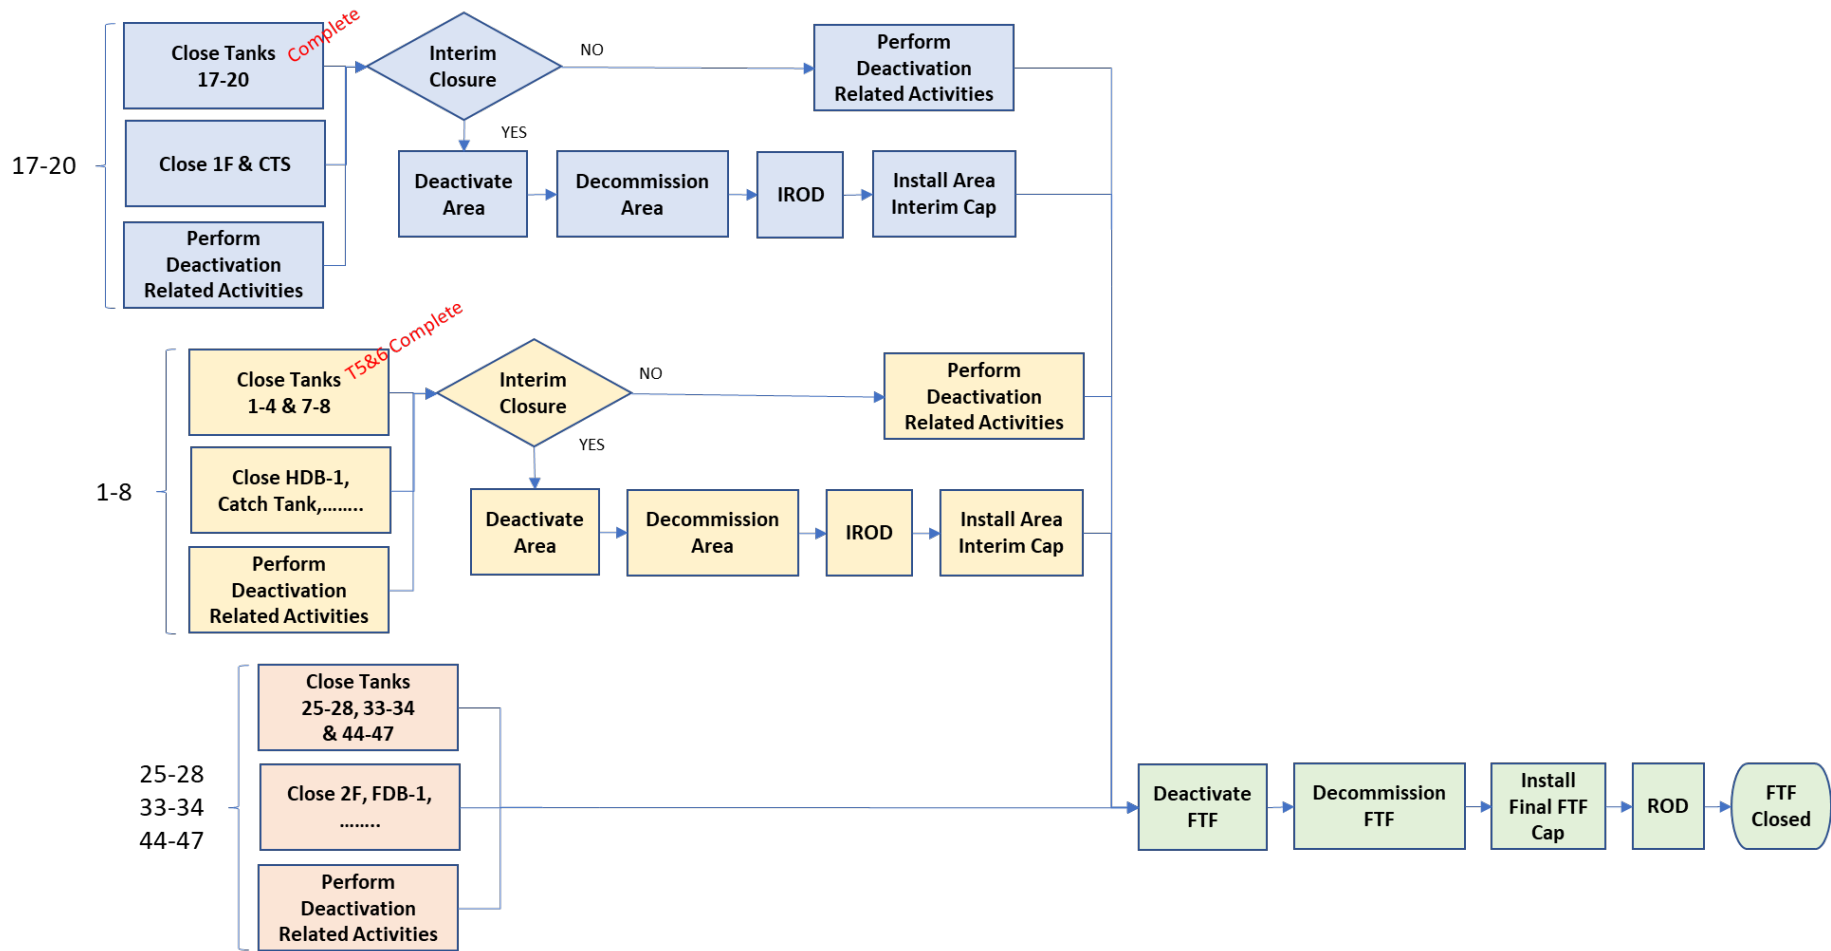 17-20
Close Tanks
17-20
Complete
Close 1F & CTS
Perform
Deactivation
Related Activities
Interim
Closure
NO
YES
Perform
Deactivation
Related Activities
Deactivate
Area
Decommission
Area
IROD
Install Area
Interim Cap
1-8
Close Tanks
1-4 & 7-8
T5&6 Complete
Close HDB-1,
Catch Tank,........
Perform
Deactivation
Related Activities
Interim
Closure
NO
YES
Perform
Deactivation
Related Activities
Deactivate
Area
Decommission
Area
IROD
Install Area
Interim Cap
25-28
33-34
44-47
Close Tanks
25-28, 33-34
& 44-47
Close 2F, FDB-1,
........
Perform
Deactivation
Related Activities
Deactivate
FTF
Decommission
FTF
Install
Final FTF
Cap
ROD
FTF
Closed